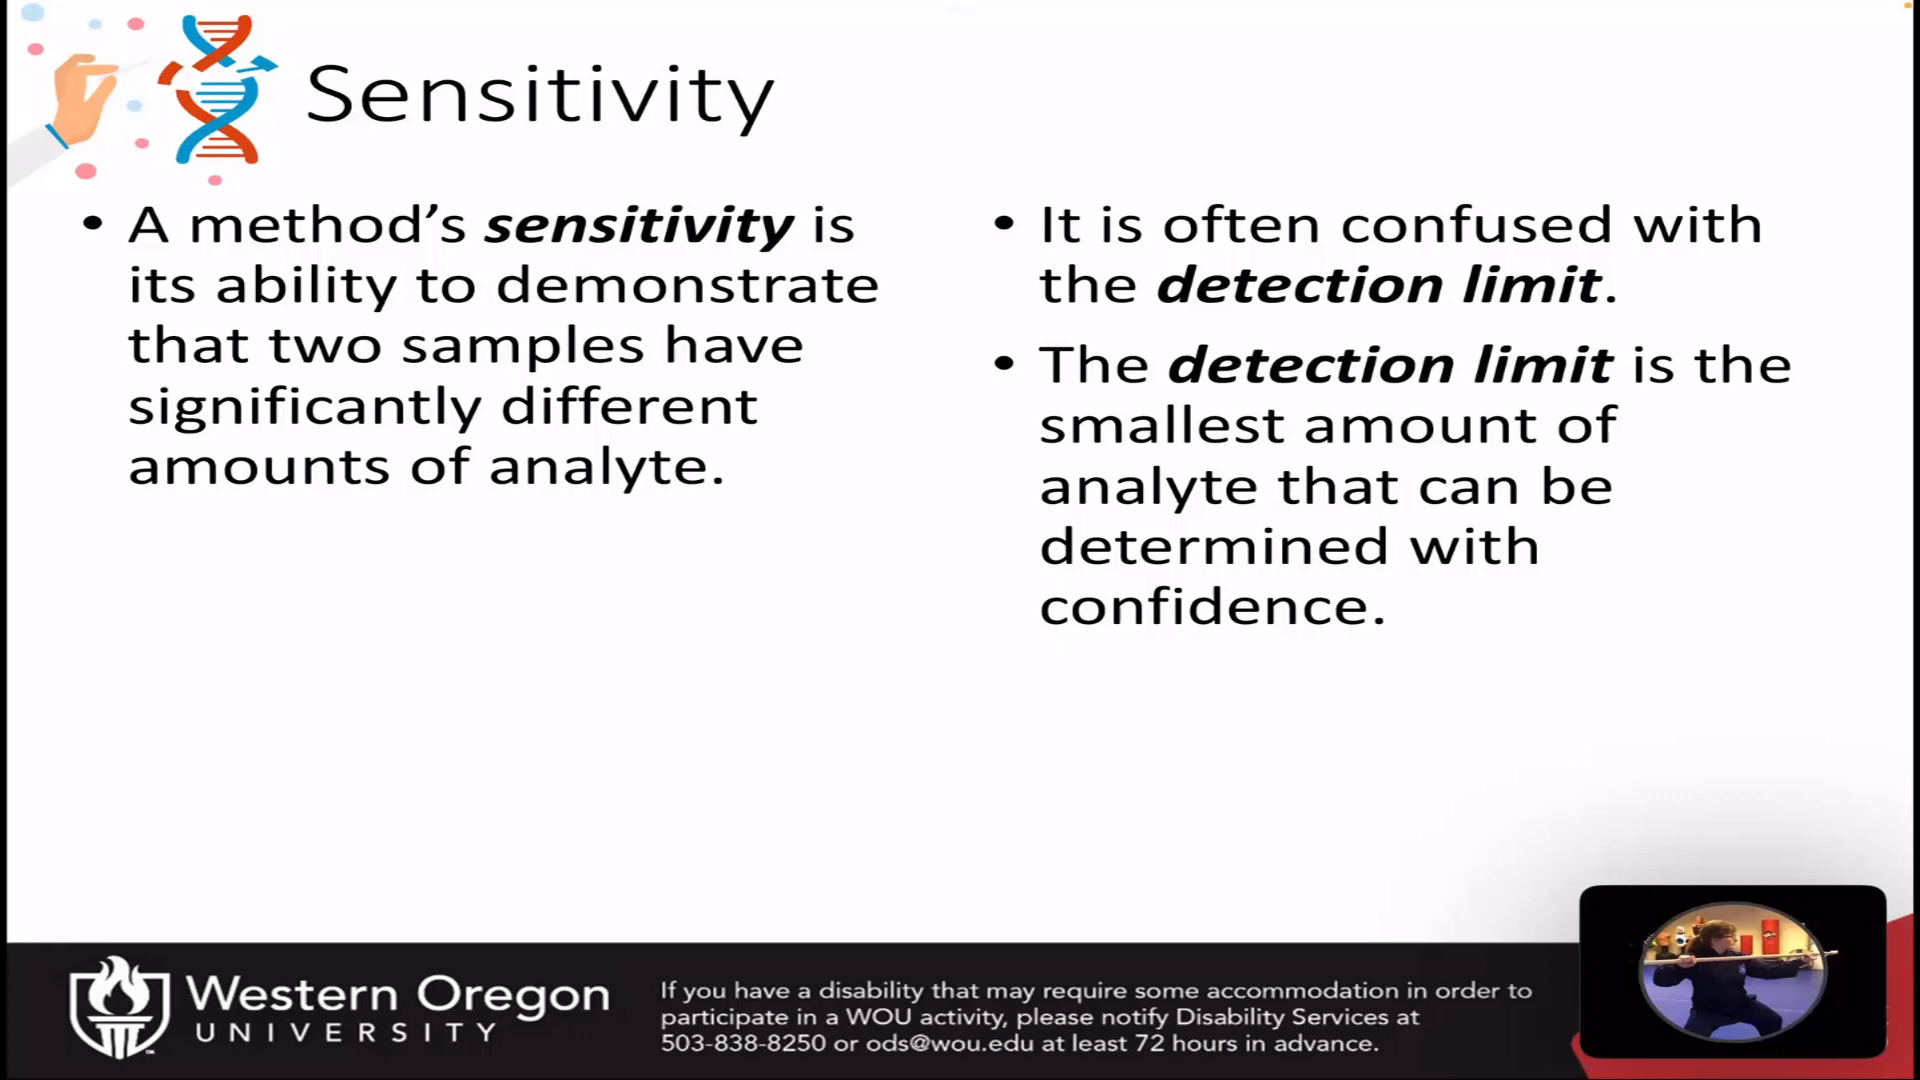 Sensitivity
• A method’s sensitivity is
its ability to demonstrate
that two samples have
significantly different
amounts of analyte.
• It is often confused with
the detection limit.
• The detection limit is the
smallest amount of
analyte that can be
determined with
confidence.
Western Oregon
UNIVERSITY
If you have a disability that may require some accommodation in order to
participate in a WOU activity, please notify Disability Services at
503-838-8250 or ods@wou.edu at least 72 hours in advance.